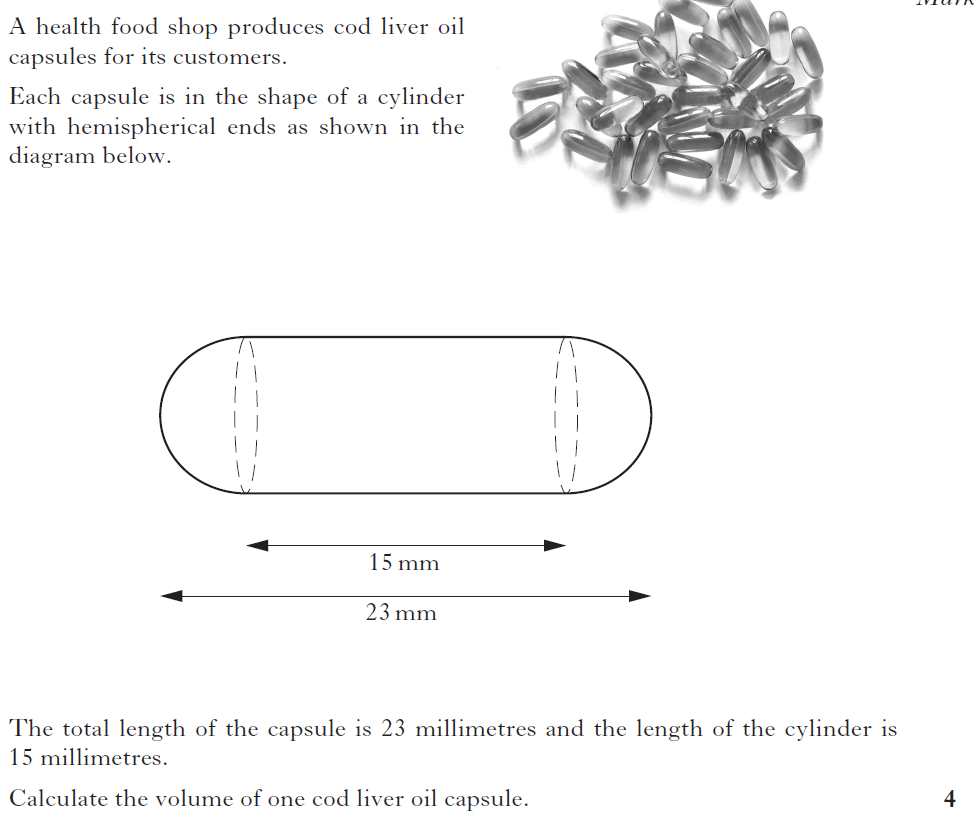 A health food shop produces cod liver oil
capsules for its customers.
Each capsule is in the shape of a cylinder
with hemispherical ends as shown in the
diagram below.
15 mm
23 mm
The total length of the capsule is 23 millimetres and the length of the cylinder is
15 millimetres.
Calculate the volume of one cod liver oil capsule.
4